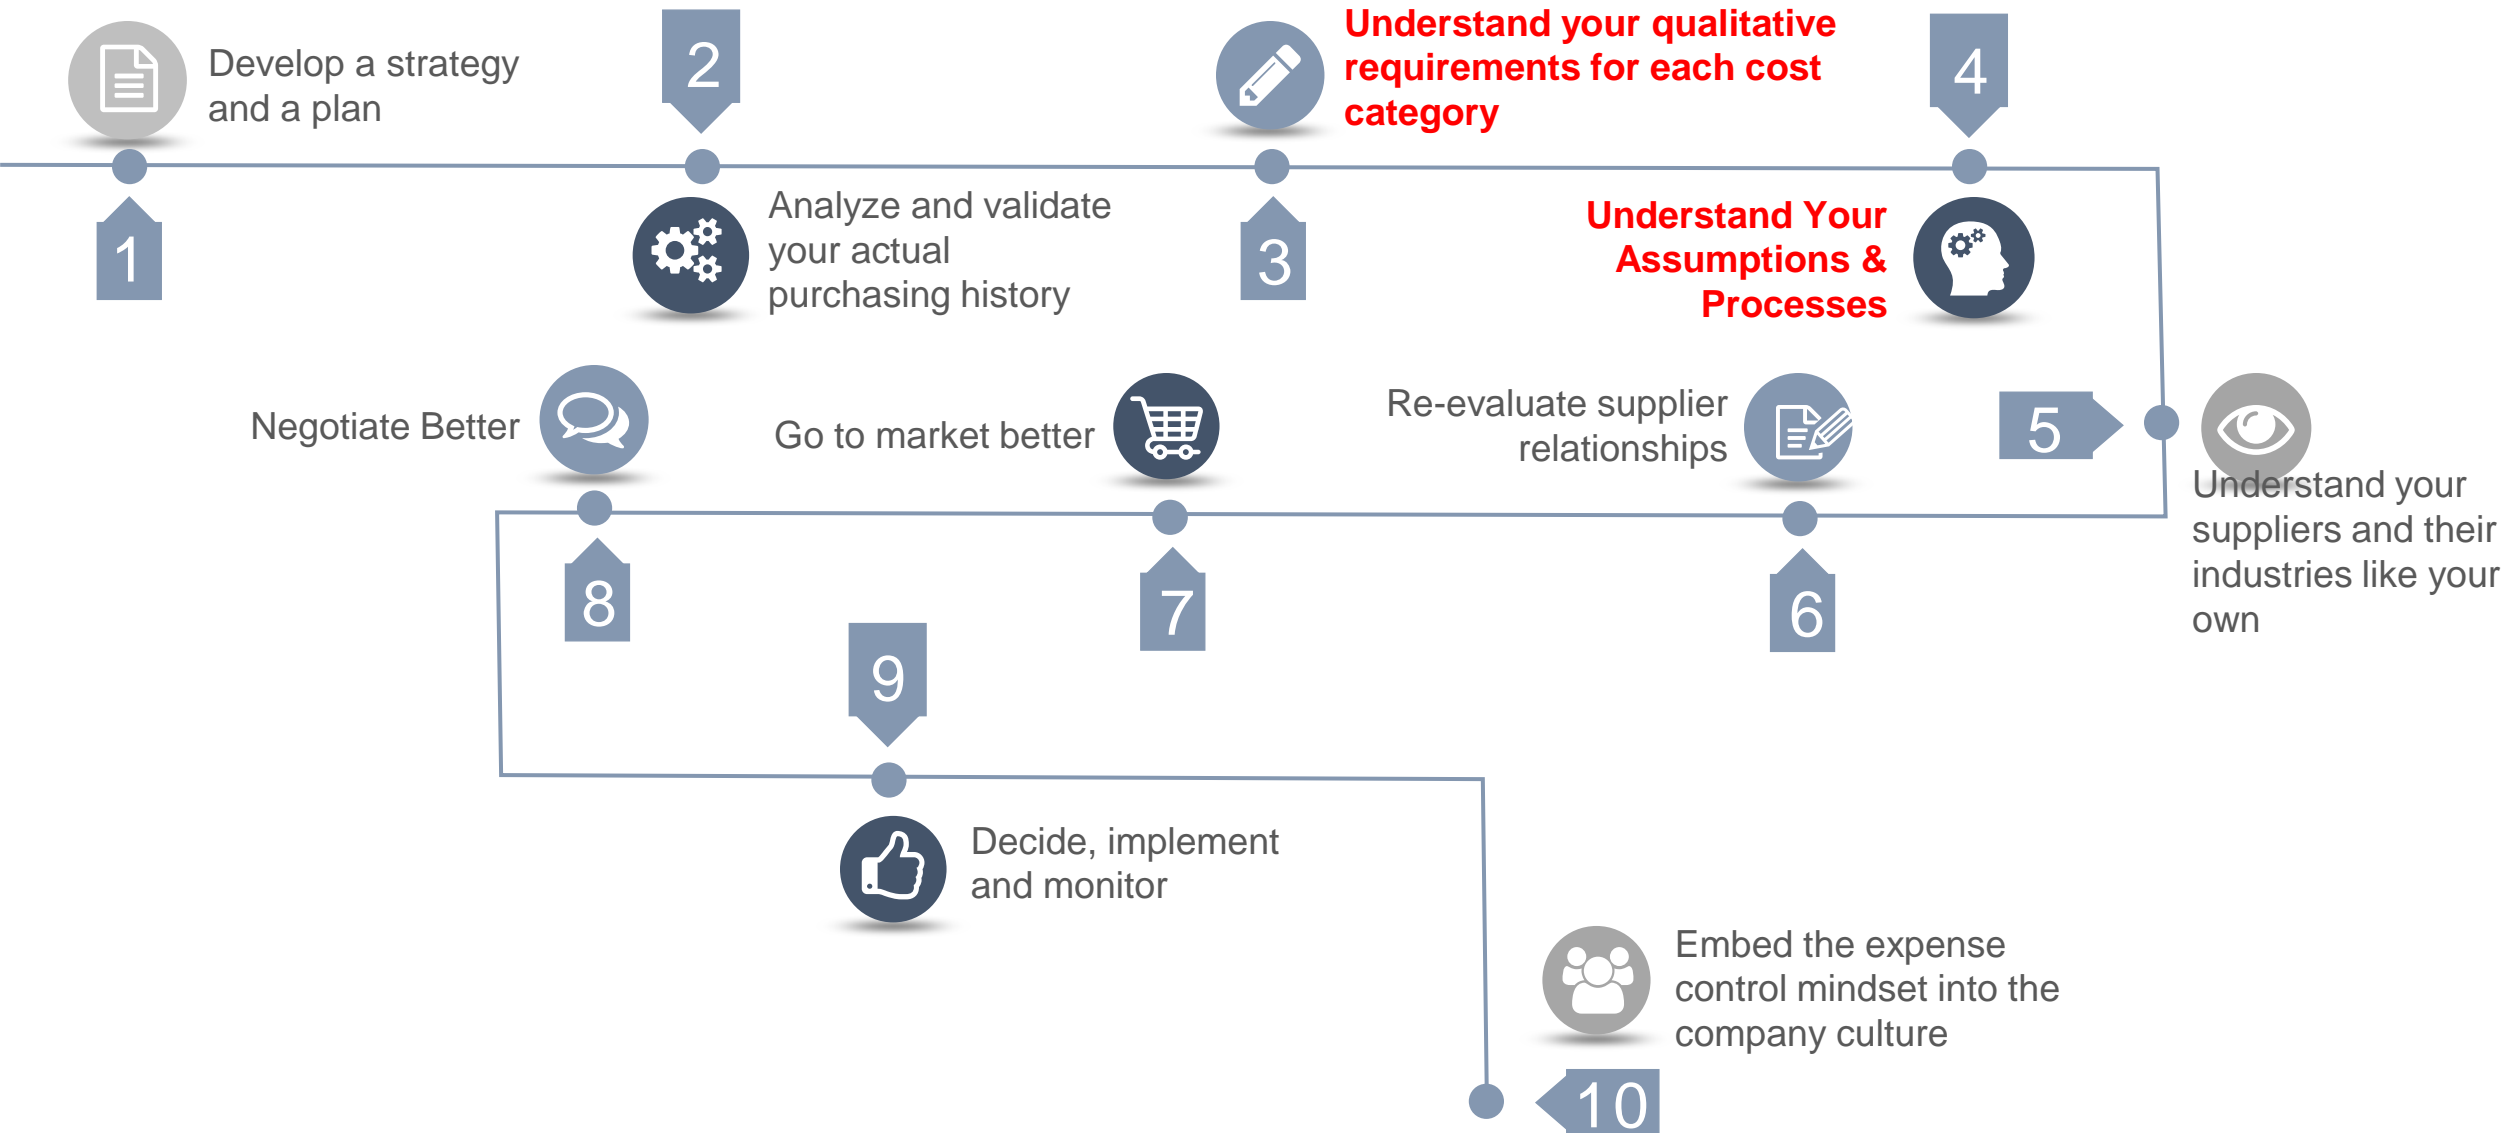 1
Develop a strategy
and a plan
2
Analyze and validate
your actual
purchasing history
3
Understand your qualitative
requirements for each cost
category
4
Understand Your
Assumptions &
Processes
5
Understand your
suppliers and their
industries like your
own
6
Re-evaluate supplier
relationships
7
Go to market better
8
Negotiate Better
9
Decide, implement
and monitor
10
Embed the expense
control mindset into the
company culture